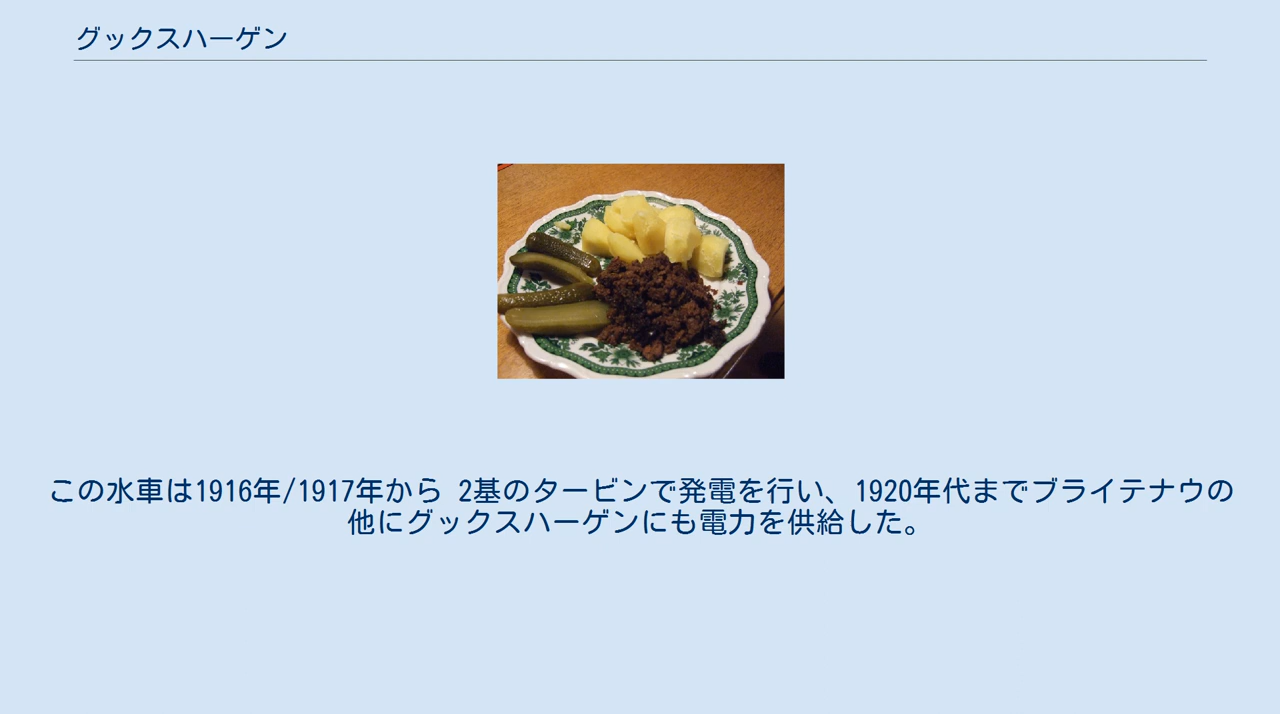 グックスハーゲン
この水車は1916年/1917年から 2基のタービンで発電を行い、1920年代までブライテナウの
他にグックスハーゲンにも電力を供給した。